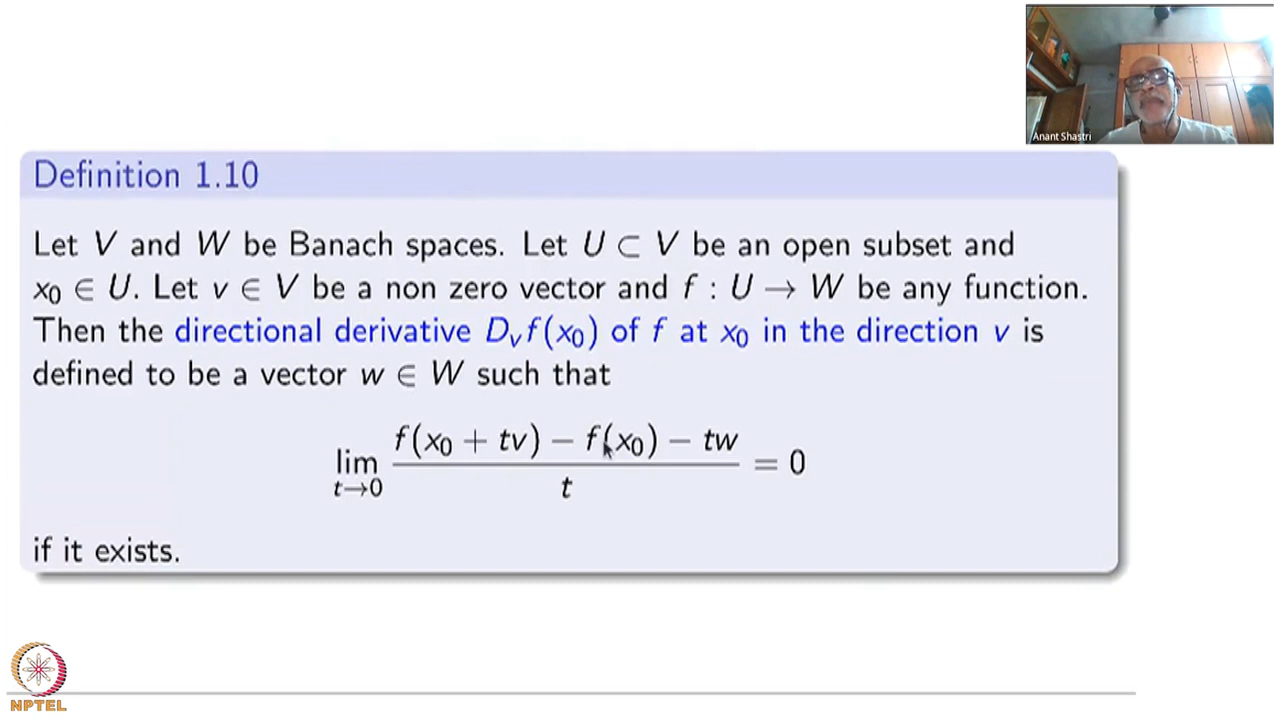 Anant Shastri
Definition 1.10
Let V and W be Banach spaces. Let U ⊂ V be an open subset and
x₀ ∈ U. Let v ∈ V be a non zero vector and f : U → W be any function.
Then the directional derivative Dᵥf(x₀) of f at x₀ in the direction v is
defined to be a vector w ∈ W such that
lim_{t→0} (f(x₀ + tv) − f(x₀) − tw) / t = 0
if it exists.
NPTEL